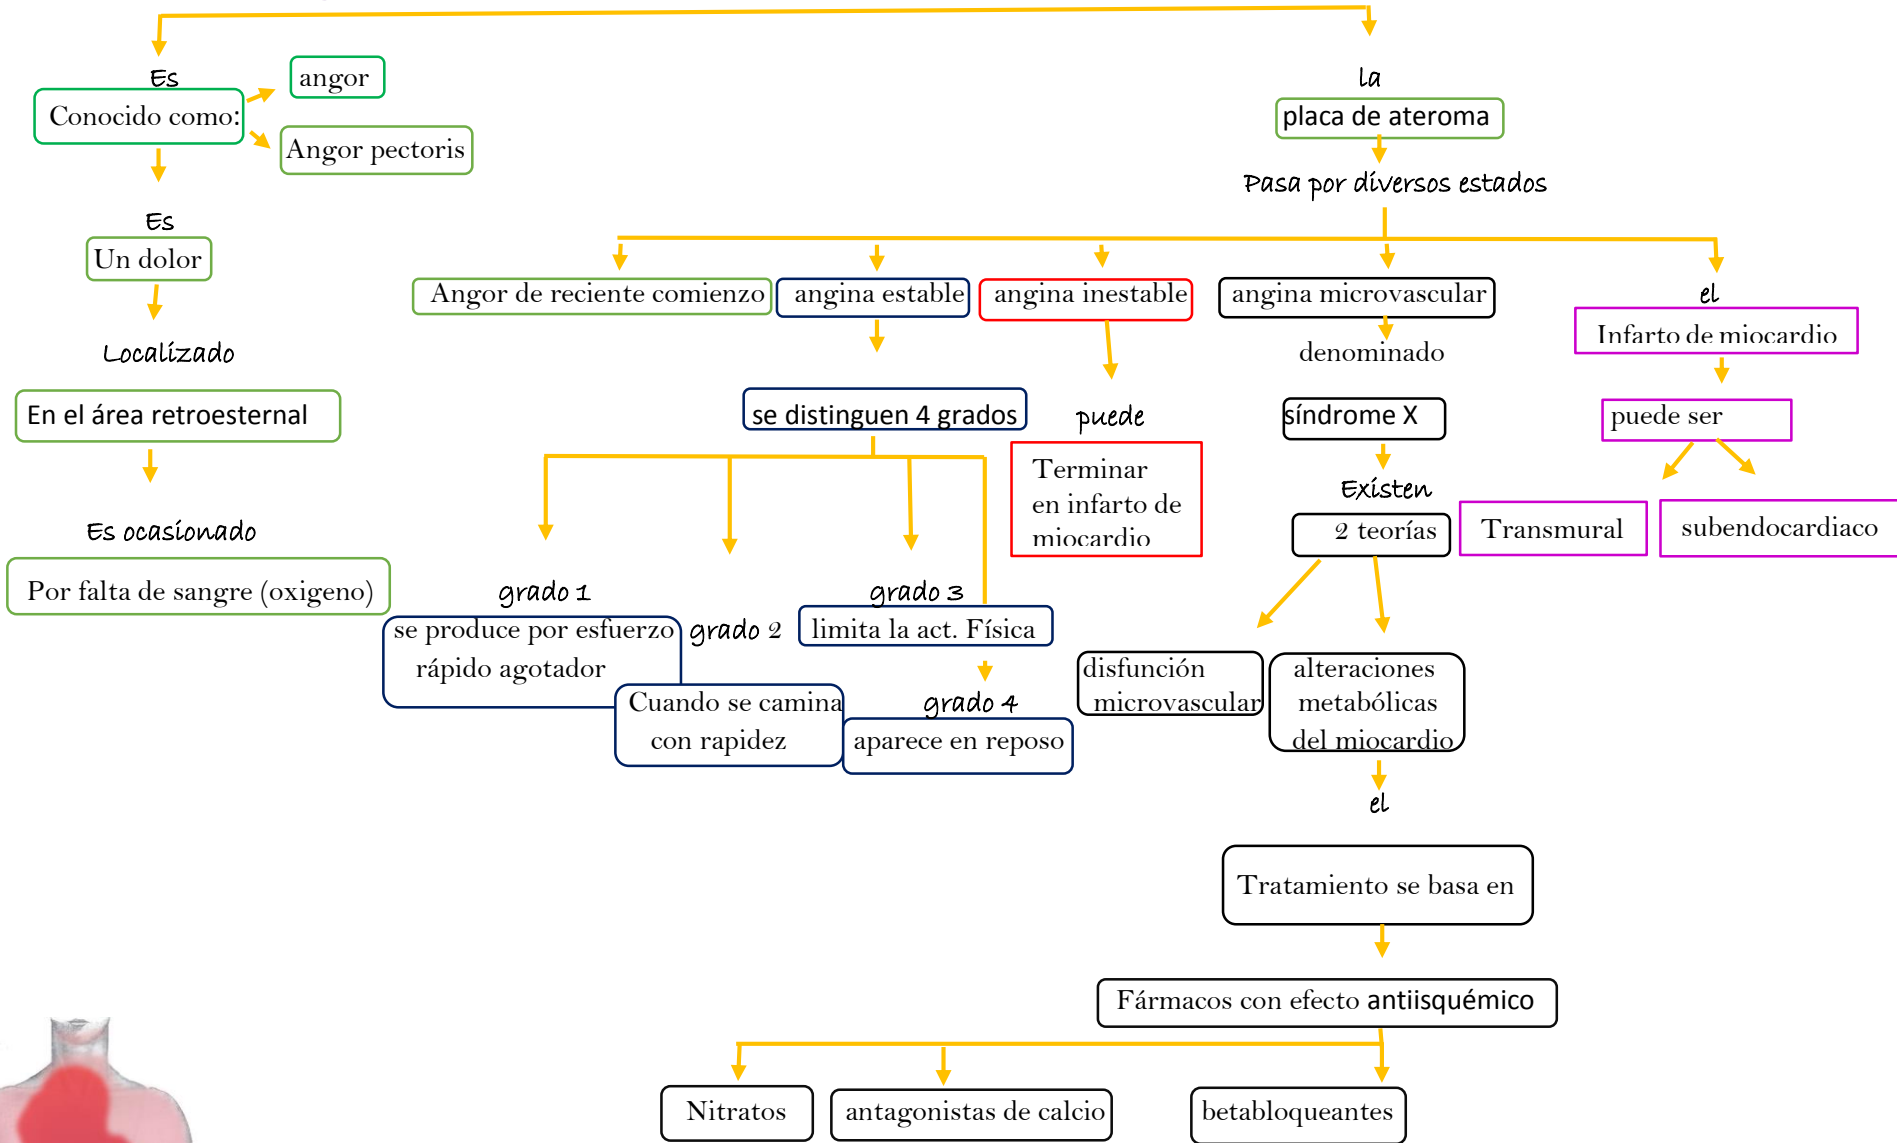 Es
Conocido como:
angor
Angor pectoris
Es
Un dolor
Localizado
En el área retroesternal
Es ocasionado
Por falta de sangre (oxigeno)
la
placa de ateroma
Pasa por diversos estados
Angor de reciente comienzo
angina estable
se distinguen 4 grados
grado 1
se produce por esfuerzo
rápido agotador
grado 2
Cuando se camina
con rapidez
grado 3
limita la act. Física
grado 4
aparece en reposo
angina inestable
puede
Terminar
en infarto de
miocardio
angina microvascular
denominado
síndrome X
Existen
2 teorías
disfunción
microvascular
alteraciones
metabólicas
del miocardio
el
Tratamiento se basa en
Fármacos con efecto antiisquémico
Nitratos
antagonistas de calcio
betabloqueantes
el
Infarto de miocardio
puede ser
Transmural
subendocardiaco